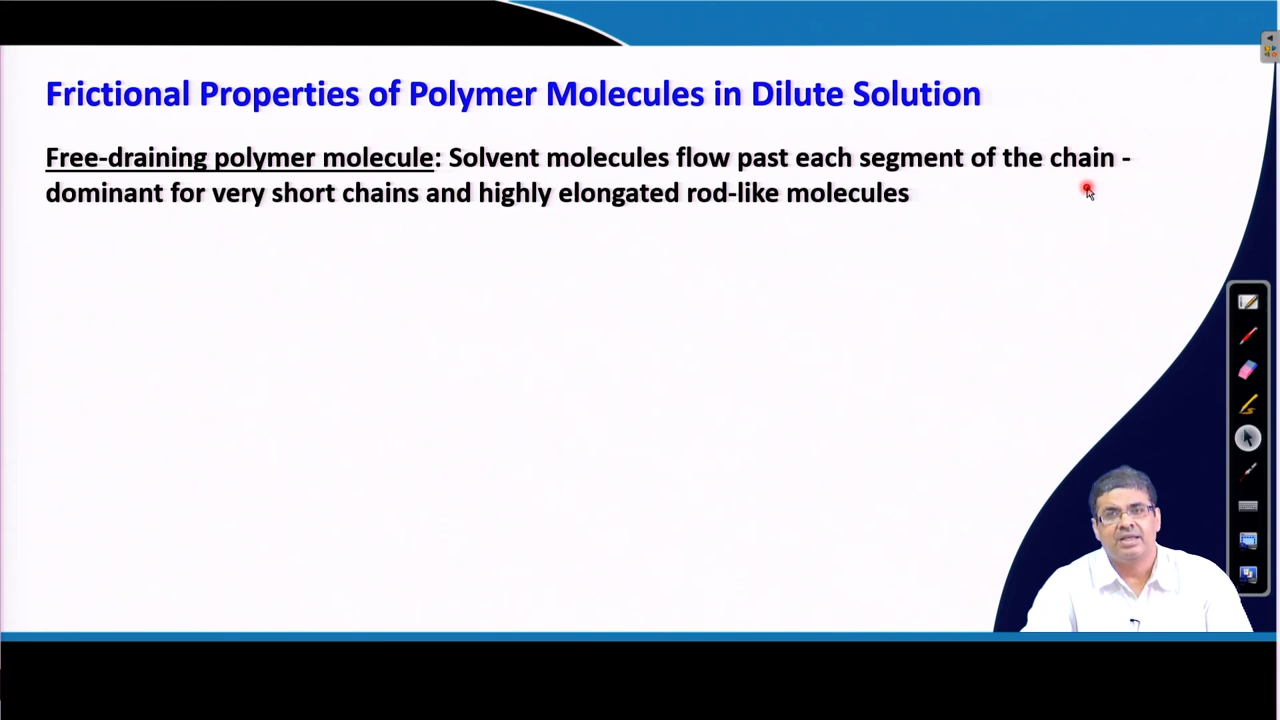 Frictional Properties of Polymer Molecules in Dilute Solution
Free-draining polymer molecule: Solvent molecules flow past each segment of the chain -
dominant for very short chains and highly elongated rod-like molecules